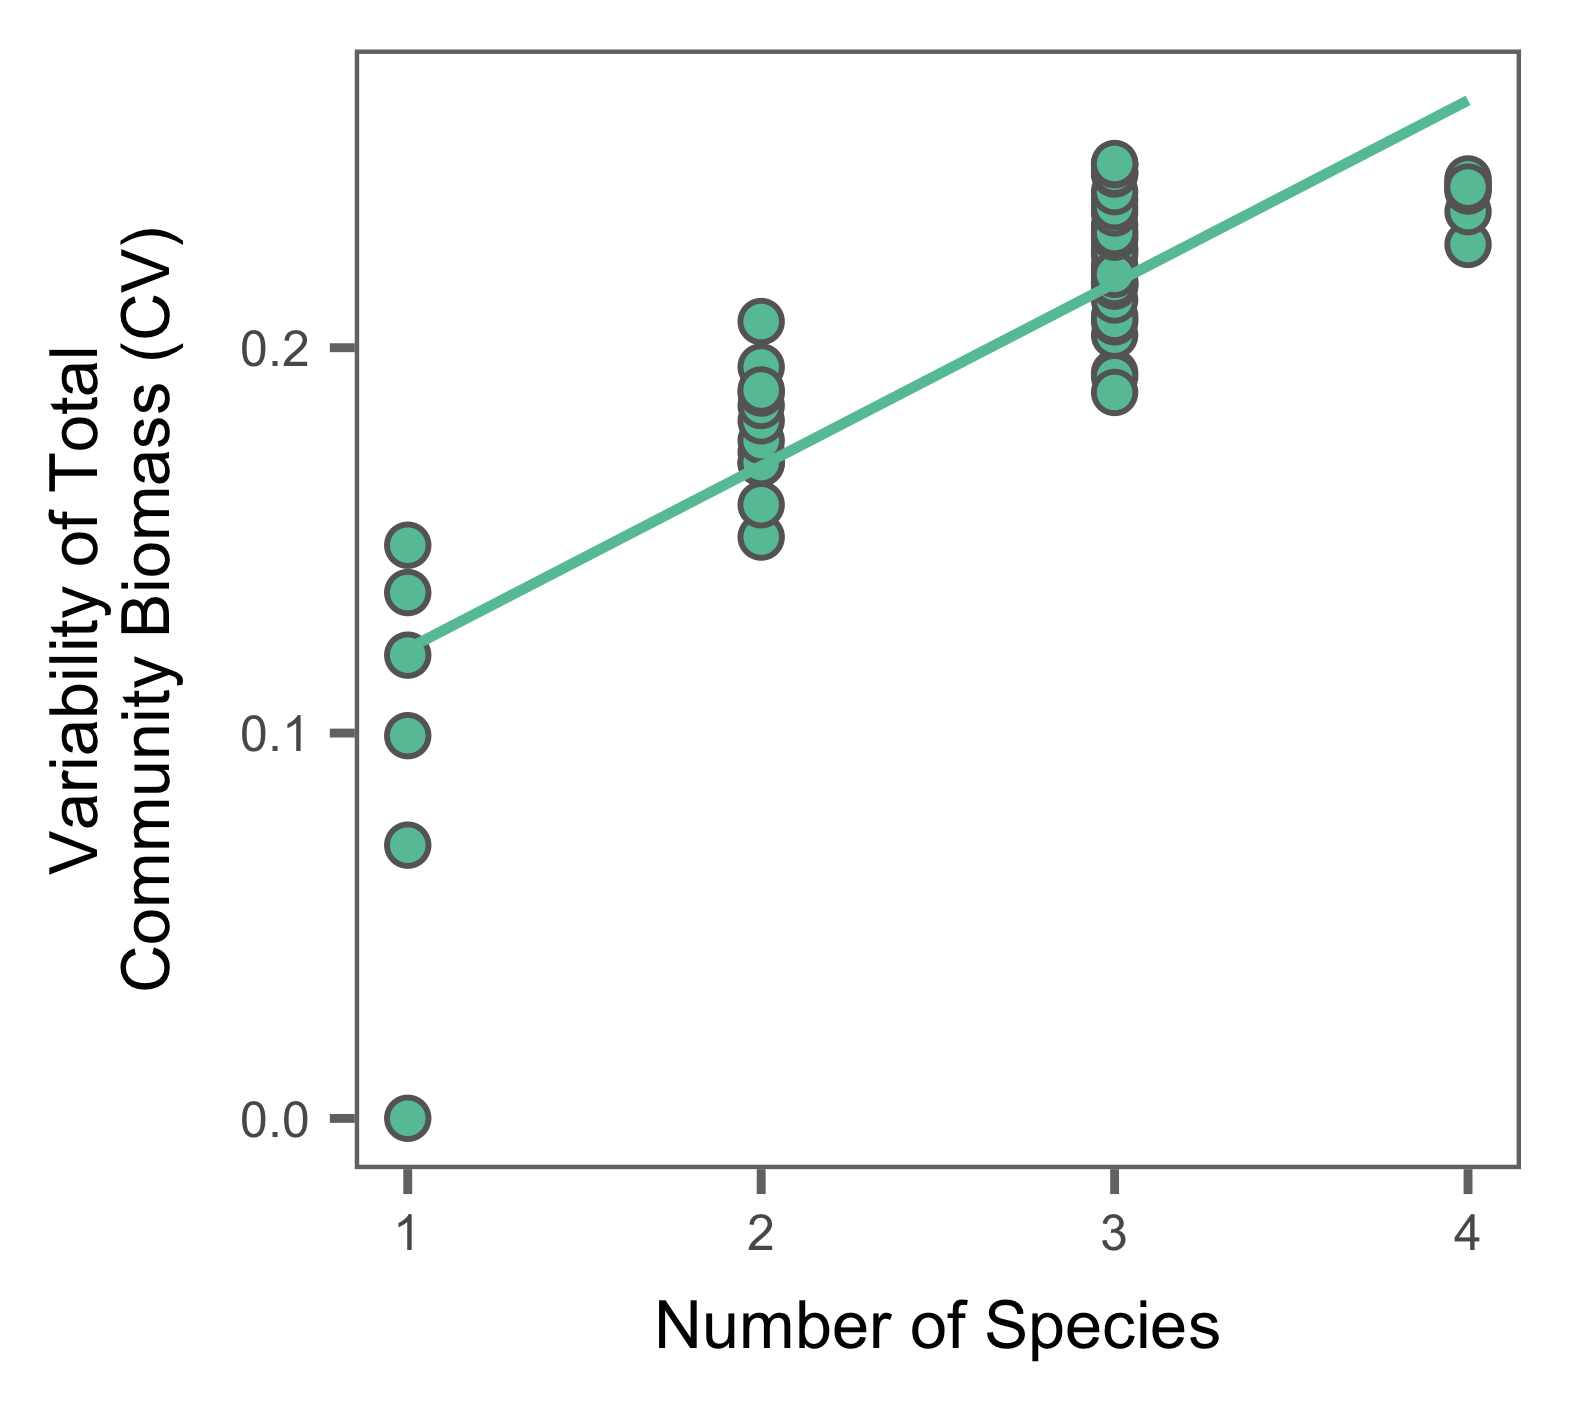 Variability of Total
Community Biomass (CV)
0.2
0.1
0.0
1 2 3 4
Number of Species